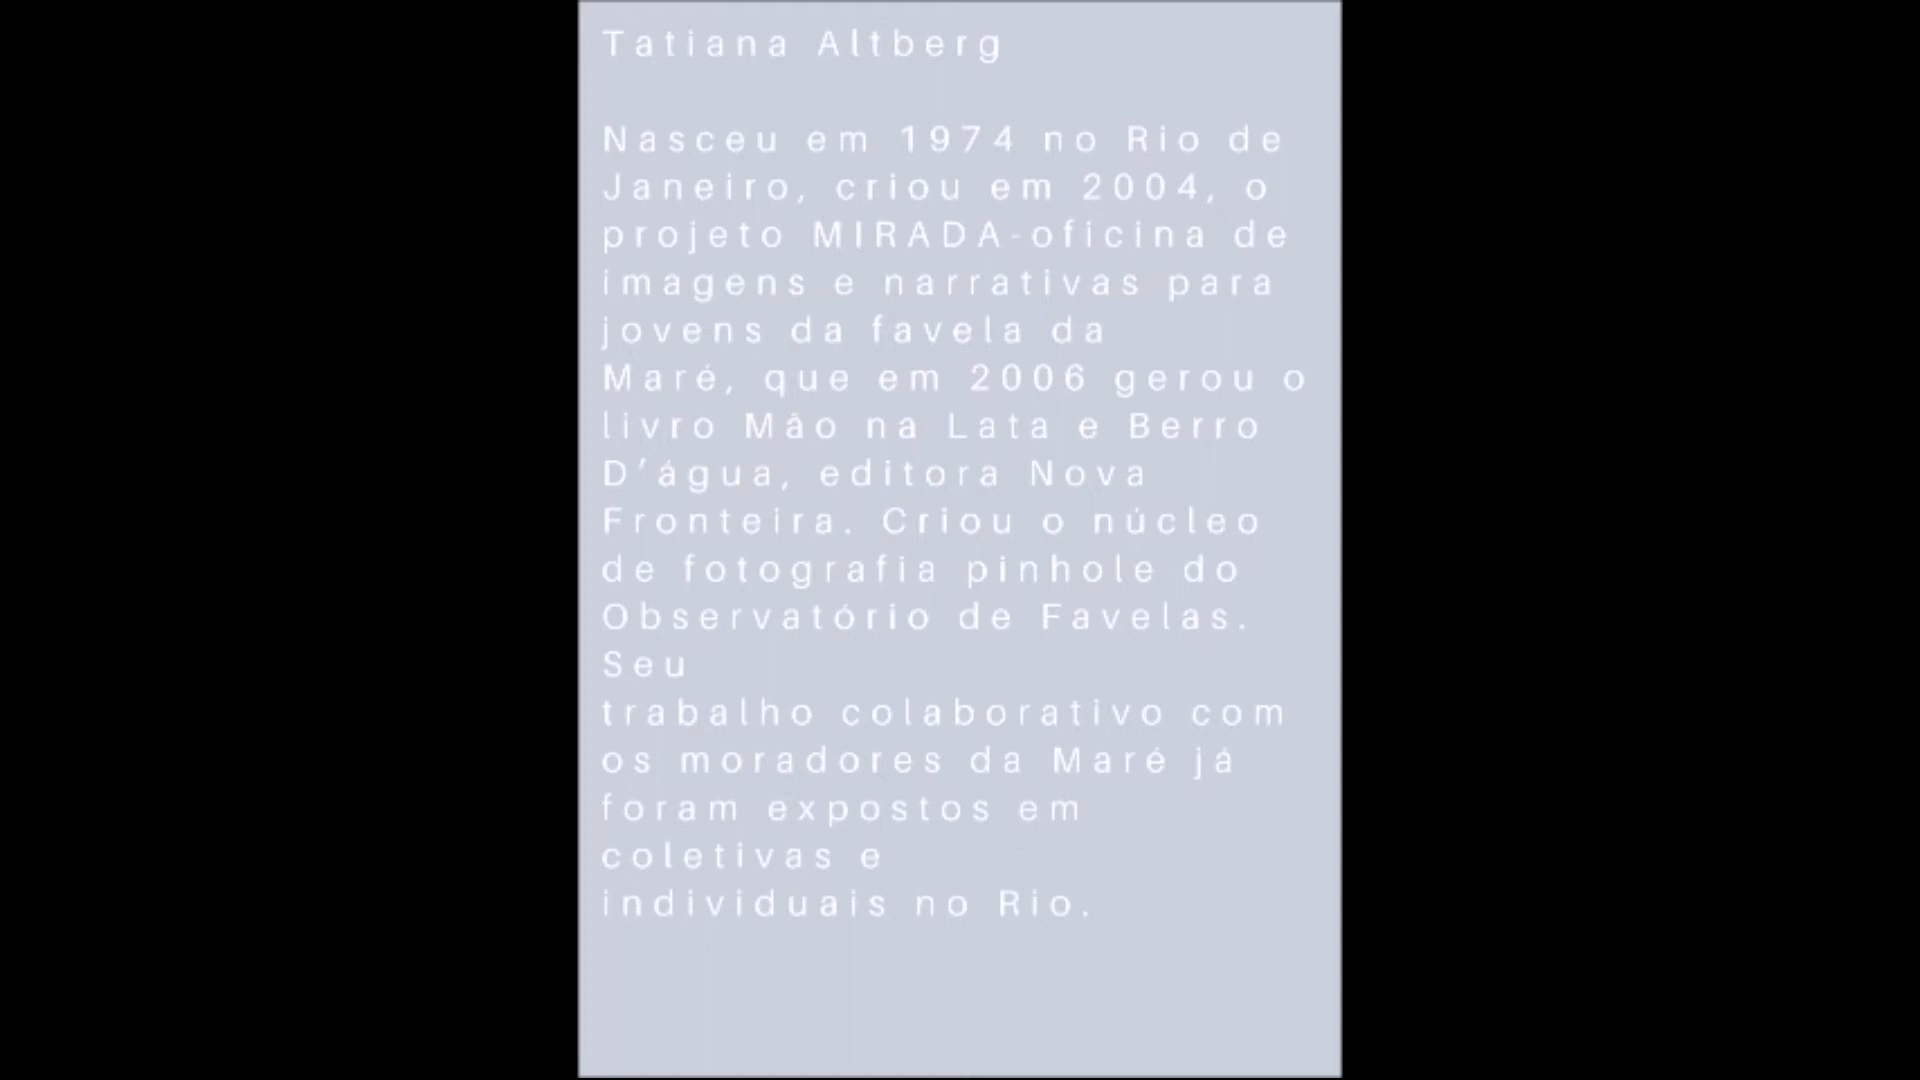 Tatiana Altberg
Nasceu em 1974 no Rio de
Janeiro, criou em 2004, o
projeto MIRADA-oficina de
imagens e narrativas para
jovens da favela da
Maré, que em 2006 gerou o
livro Mão na Lata e Berro
D’água, editora Nova
Fronteira. Criou o núcleo
de fotografia pinhole do
Observatório de Favelas.
Seu
trabalho colaborativo com
os moradores da Maré já
foram expostos em
coletivas e
individuais no Rio.